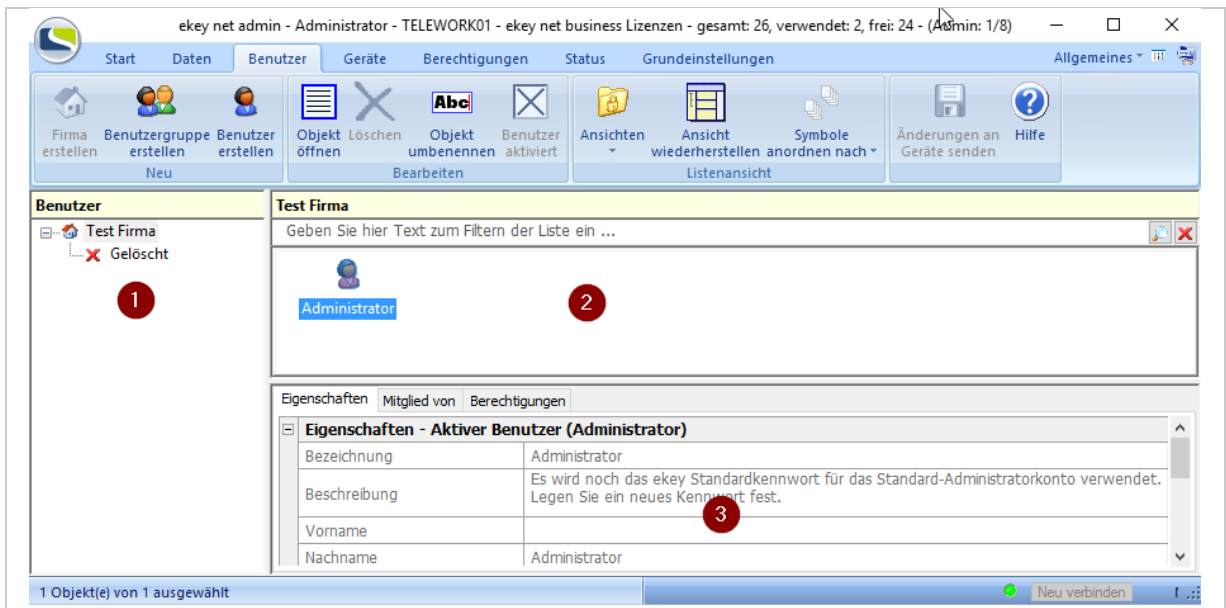 ekey net admin - Administrator - TELEWORK01 - ekey net business Lizenzen - gesamt: 26, verwendet: 2, frei: 24 - (Admin: 1/8)
Start Daten Benutzer Geräte Berechtigungen Status Grundeinstellungen Allgemeines
Firma erstellen
Benutzergruppe erstellen
Benutzer erstellen
Neu
Objekt öffnen
Löschen
Abc
Objekt umbenennen
Benutzer aktiviert
Bearbeiten
Ansichten
Ansicht wiederherstellen
Symbole anordnen nach
Listenansicht
Änderungen an Geräte senden
Hilfe
Benutzer
Test Firma
Gelöscht
1
Test Firma
Geben Sie hier Text zum Filtern der Liste ein ...
Administrator
2
Eigenschaften Mitglied von Berechtigungen
Eigenschaften - Aktiver Benutzer (Administrator)
Bezeichnung Administrator
Beschreibung Es wird noch das ekey Standardkennwort für das Standard-Administratorkonto verwendet.
Legen Sie ein neues Kennwort fest.
3
Vorname
Nachname Administrator
1 Objekt(e) von 1 ausgewählt
Neu verbinden